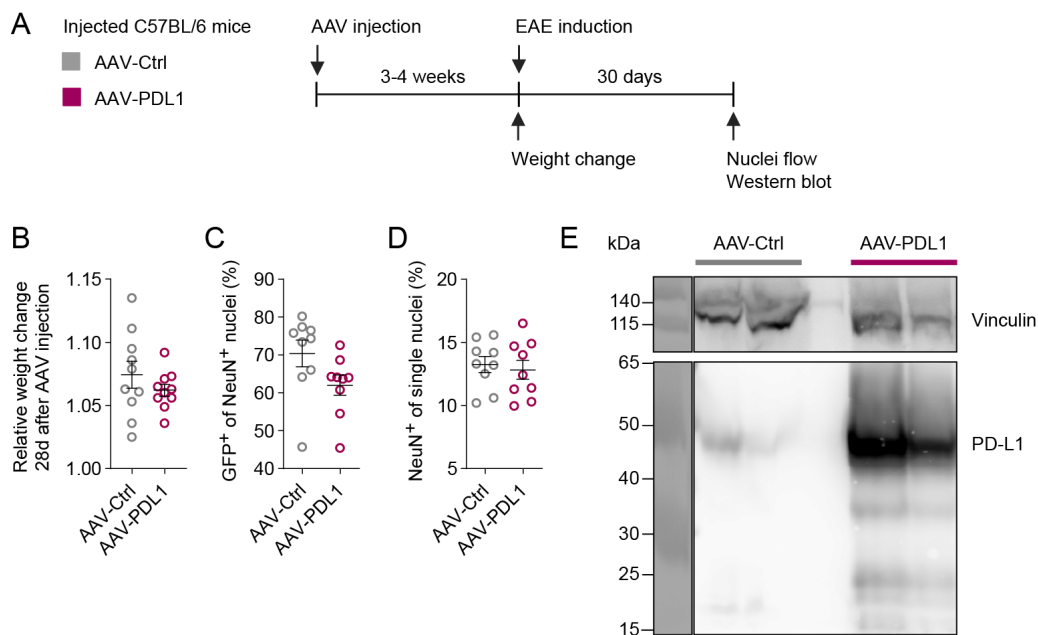 A
Injected C57BL/6 mice
AAV-Ctrl
AAV-PDL1
AAV injection
EAE induction
3-4 weeks
30 days
Weight change
Nuclei flow
Western blot
B
Relative weight change
28d after AAV injection
1.15
1.10
1.05
1.00
AAV-Ctrl
AAV-PDL1
C
GFP⁺ of NeuN⁺ nuclei (%)
90
80
70
60
50
40
AAV-Ctrl
AAV-PDL1
D
NeuN⁺ of single nuclei (%)
20
15
10
5
AAV-Ctrl
AAV-PDL1
E
kDa
AAV-Ctrl
AAV-PDL1
140
115
Vinculin
65
50
PD-L1
40
30
25
15